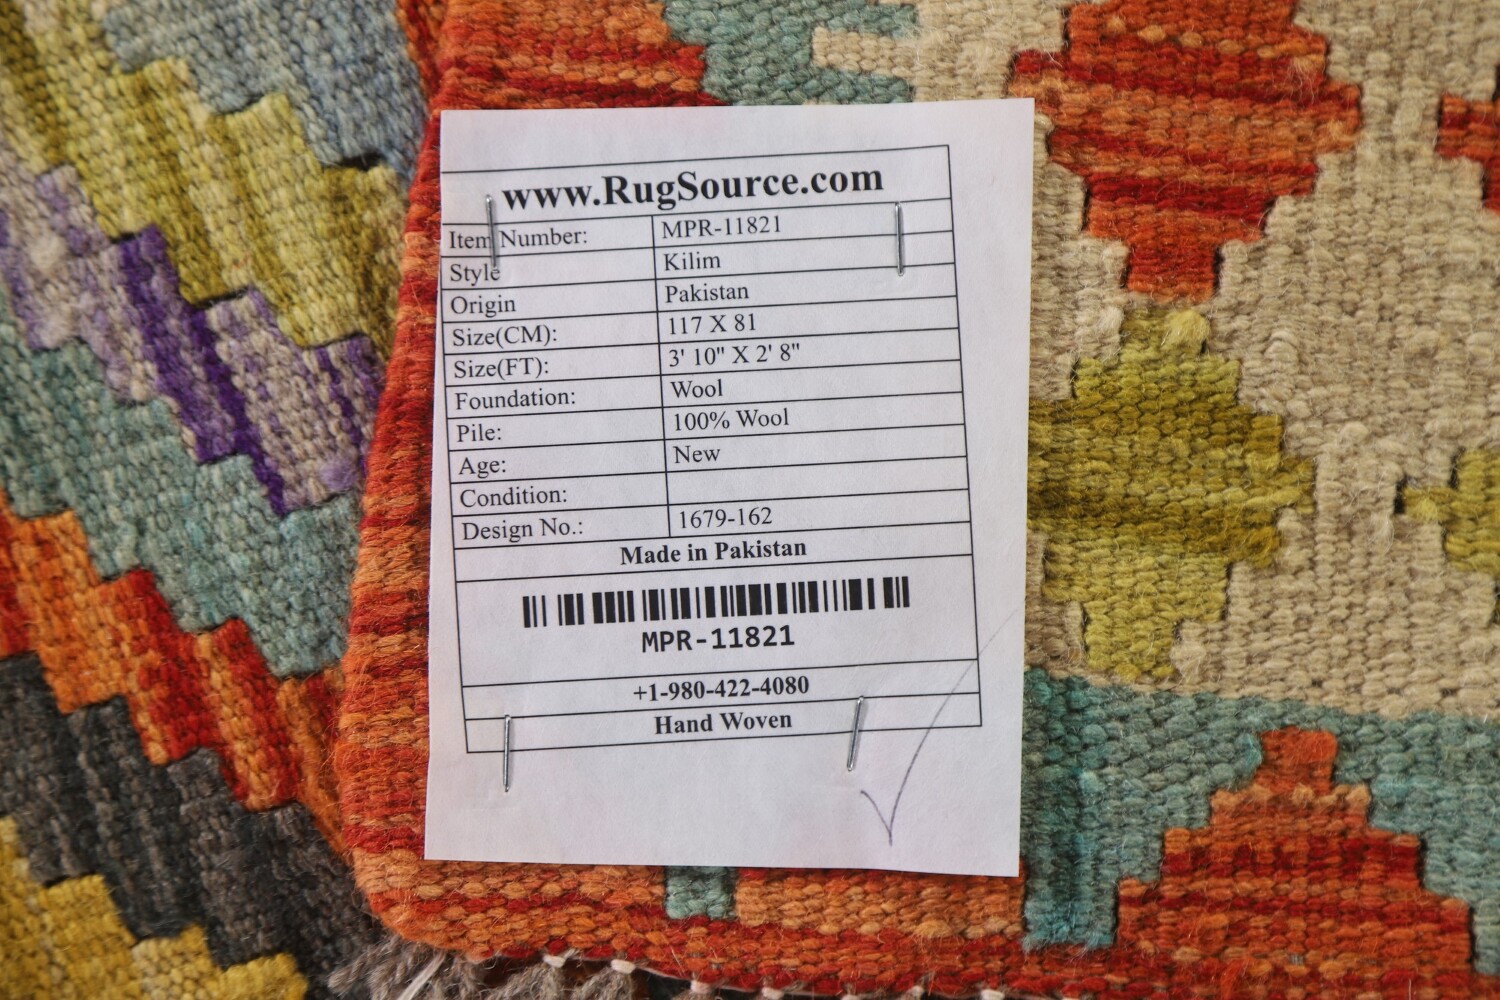 www.RugSource.com
Item Number: MPR-11821
Style Kilim
Origin Pakistan
Size(CM): 117 X 81
Size(FT): 3' 10" X 2' 8"
Foundation: Wool
Pile: 100% Wool
Age: New
Condition:
Design No.: 1679-162
Made in Pakistan
MPR-11821
+1-980-422-4080
Hand Woven